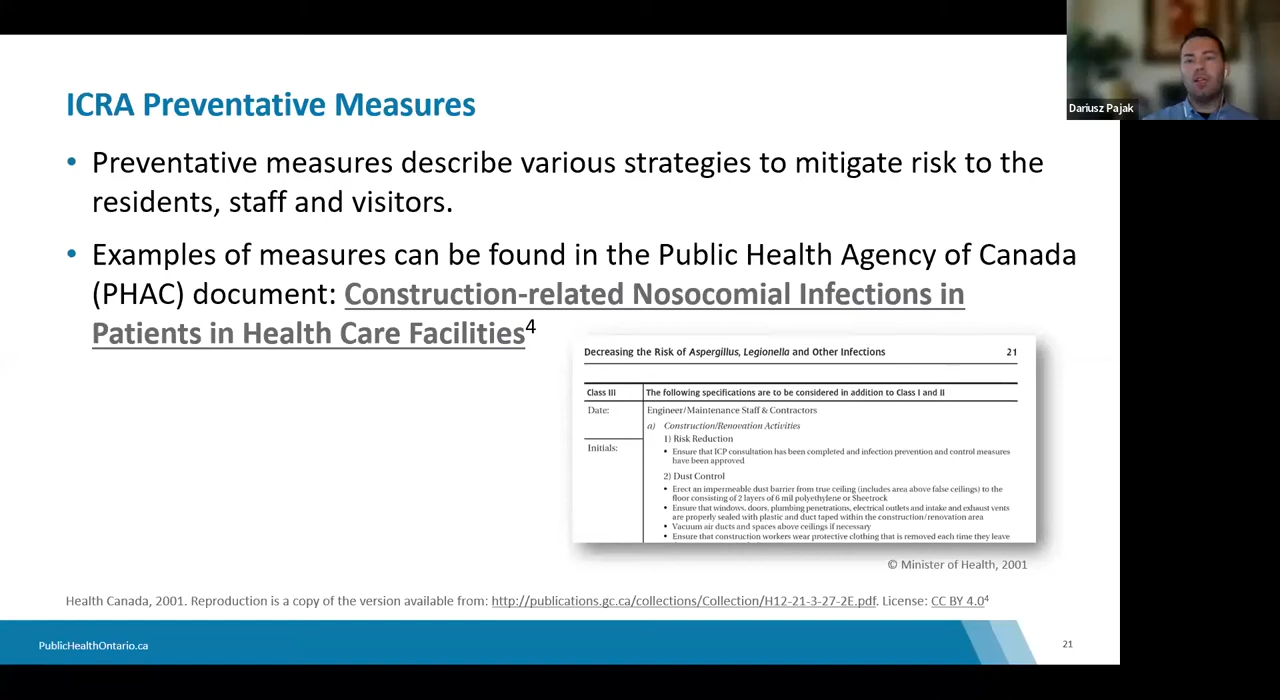 Dariusz Pajak
ICRA Preventative Measures
• Preventative measures describe various strategies to mitigate risk to the
residents, staff and visitors.
• Examples of measures can be found in the Public Health Agency of Canada
(PHAC) document: Construction-related Nosocomial Infections in
Patients in Health Care Facilities4
Decreasing the Risk of Aspergillus, Legionella and Other Infections 21
Class III The following specifications are to be considered in addition to Class I and II
Date: Engineer/Maintenance Staff & Contractors
a) Construction/Renovation Activities
1) Risk Reduction
Initials:
• Ensure that ICP consultation has been completed and infection prevention and control measures
have been approved
2) Dust Control
• Erect an impermeable dust barrier from true ceiling (includes area above false ceilings) to the
floor consisting of 2 layers of 6 mil polyethylene or Sheetrock
• Ensure that windows, doors, plumbing penetrations, electrical outlets and intake and exhaust vents
are properly sealed with plastic and duct taped within the construction/renovation area
• Vacuum air ducts and spaces above ceilings if necessary
• Ensure that construction workers wear protective clothing that is removed each time they leave
© Minister of Health, 2001
Health Canada, 2001. Reproduction is a copy of the version available from: http://publications.gc.ca/collections/Collection/H12-21-3-27-2E.pdf. License: CC BY 4.04
PublicHealthOntario.ca 21